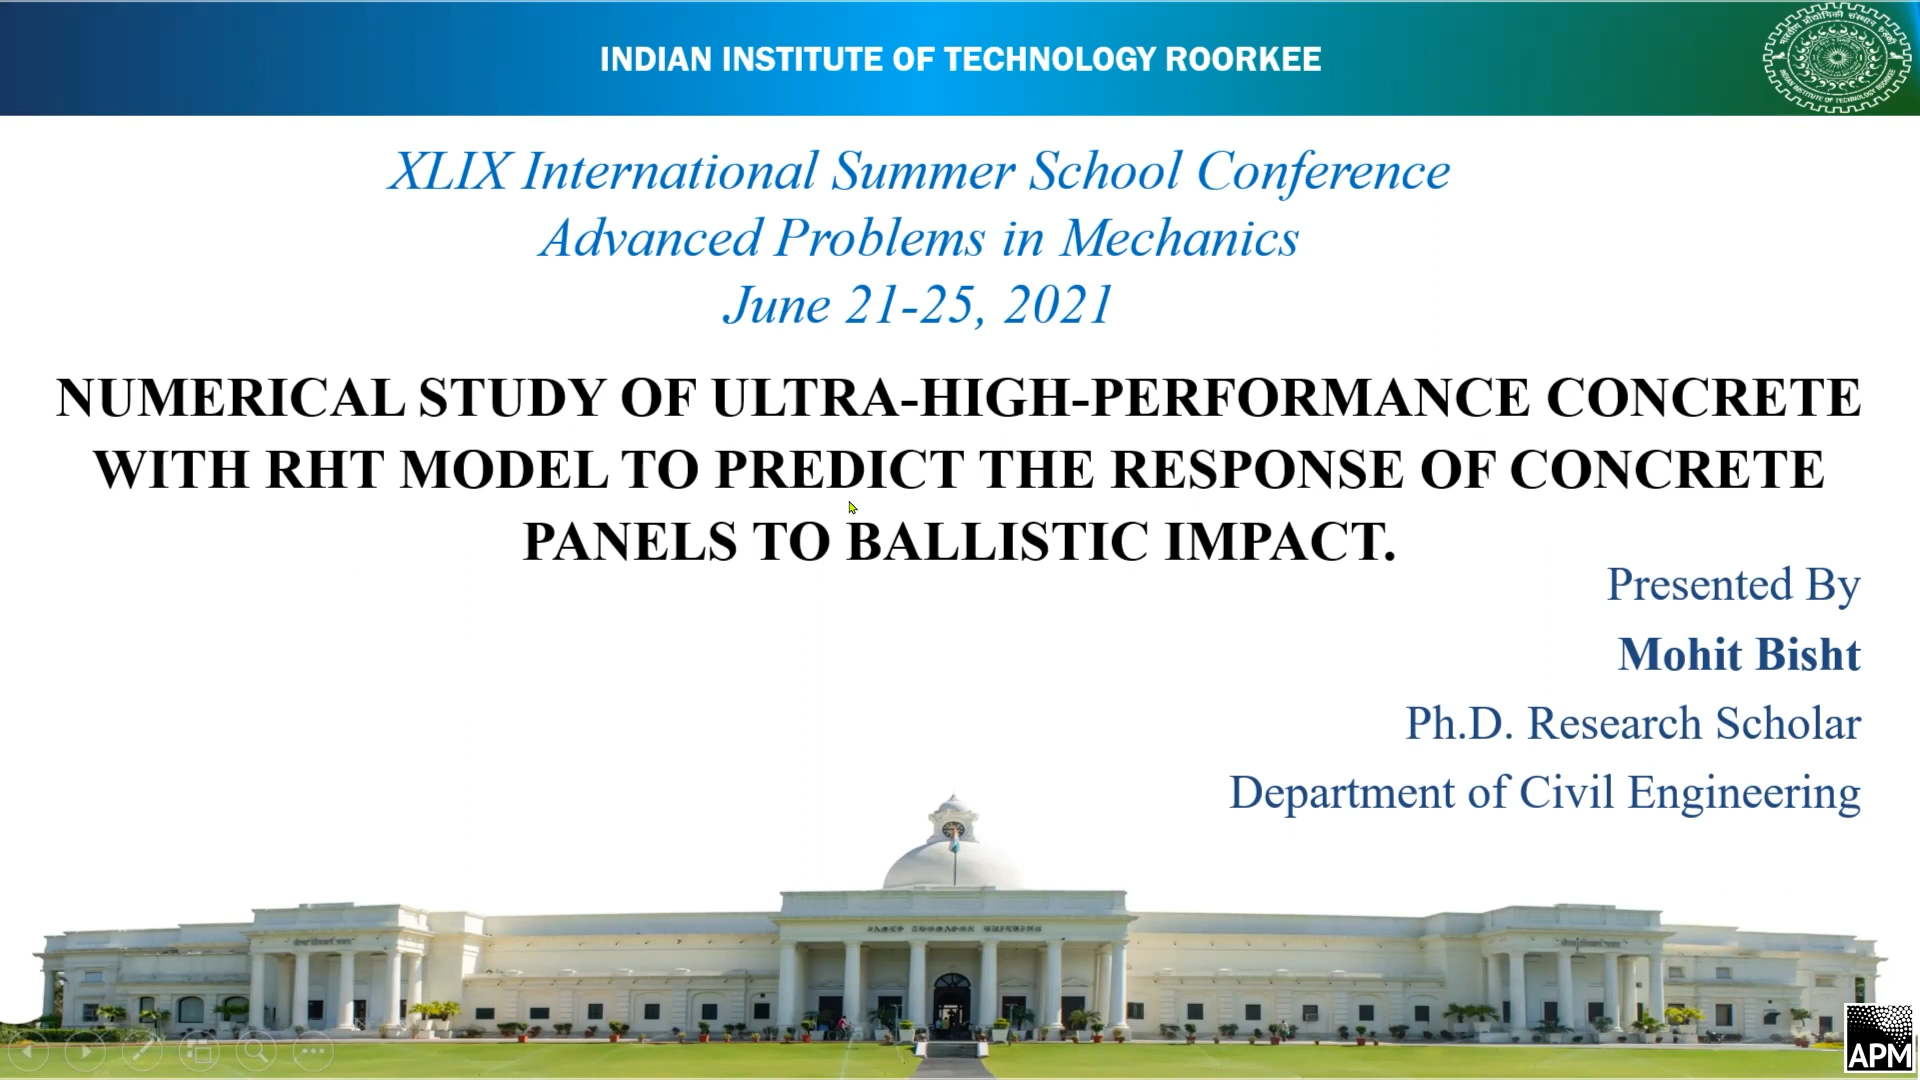 INDIAN INSTITUTE OF TECHNOLOGY ROORKEE
XLIX International Summer School Conference
Advanced Problems in Mechanics
June 21-25, 2021
NUMERICAL STUDY OF ULTRA-HIGH-PERFORMANCE CONCRETE
WITH RHT MODEL TO PREDICT THE RESPONSE OF CONCRETE
PANELS TO BALLISTIC IMPACT.
Presented By
Mohit Bisht
Ph.D. Research Scholar
Department of Civil Engineering
APM